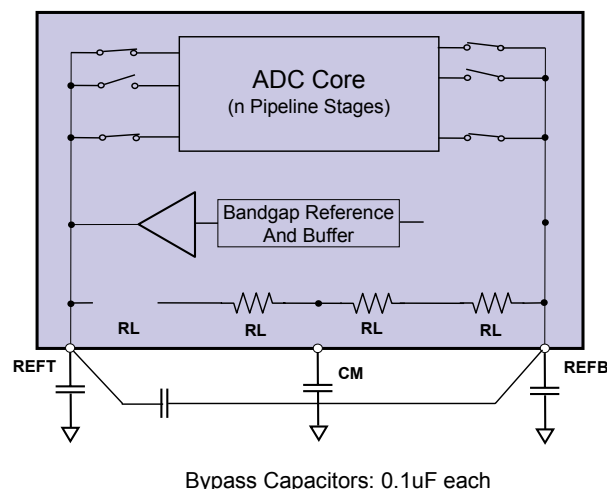 ADC Core
(n Pipeline Stages)
Bandgap Reference
And Buffer
RL
RL
RL
RL
REFT
CM
REFB
Bypass Capacitors: 0.1uF each